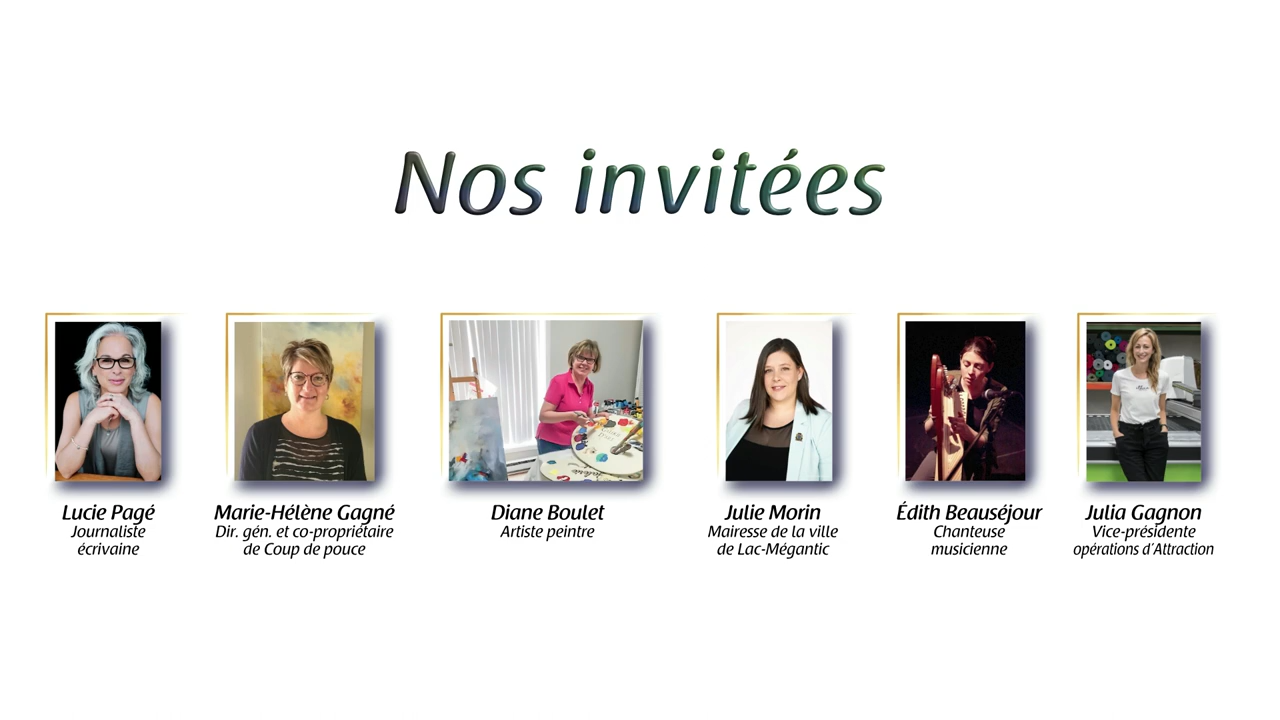 Nos invitées
Lucie Pagé
Journaliste
écrivaine
Marie-Hélène Gagné
Dir. gén. et co-propriétaire
de Coup de pouce
Diane Boulet
Artiste peintre
Julie Morin
Mairesse de la ville
de Lac-Mégantic
Édith Beauséjour
Chanteuse
musicienne
Julia Gagnon
Vice-présidente
opérations d'Attraction